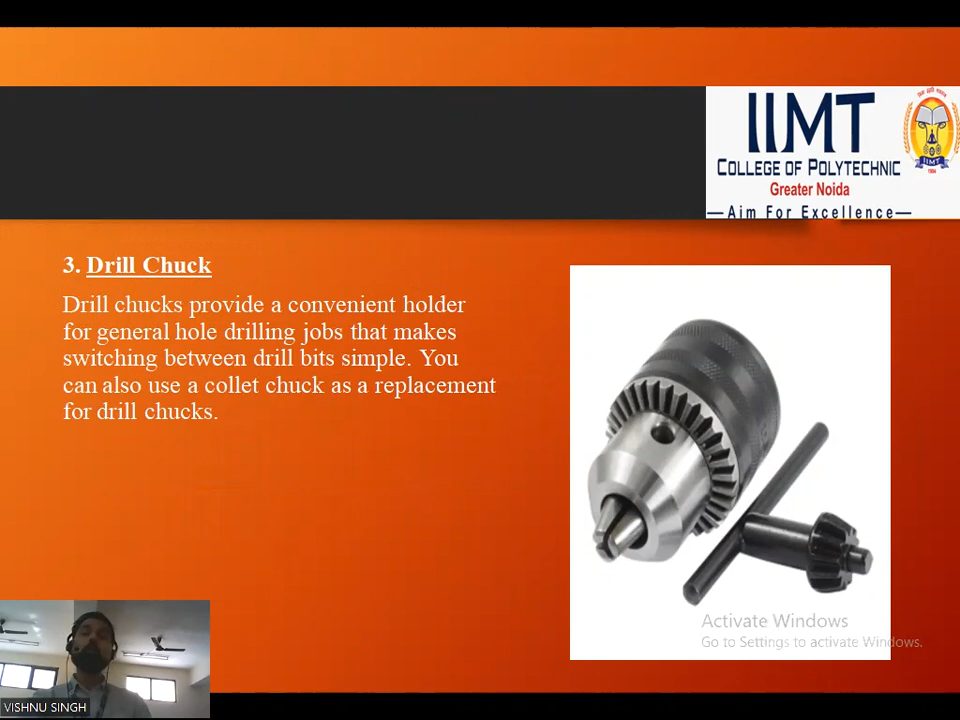 IIMT
COLLEGE OF POLYTECHNIC
Greater Noida
—Aim For Excellence—
IIMT
3. Drill Chuck
Drill chucks provide a convenient holder
for general hole drilling jobs that makes
switching between drill bits simple. You
can also use a collet chuck as a replacement
for drill chucks.
Activate Windows
Go to Settings to activate Windows.
VISHNU SINGH